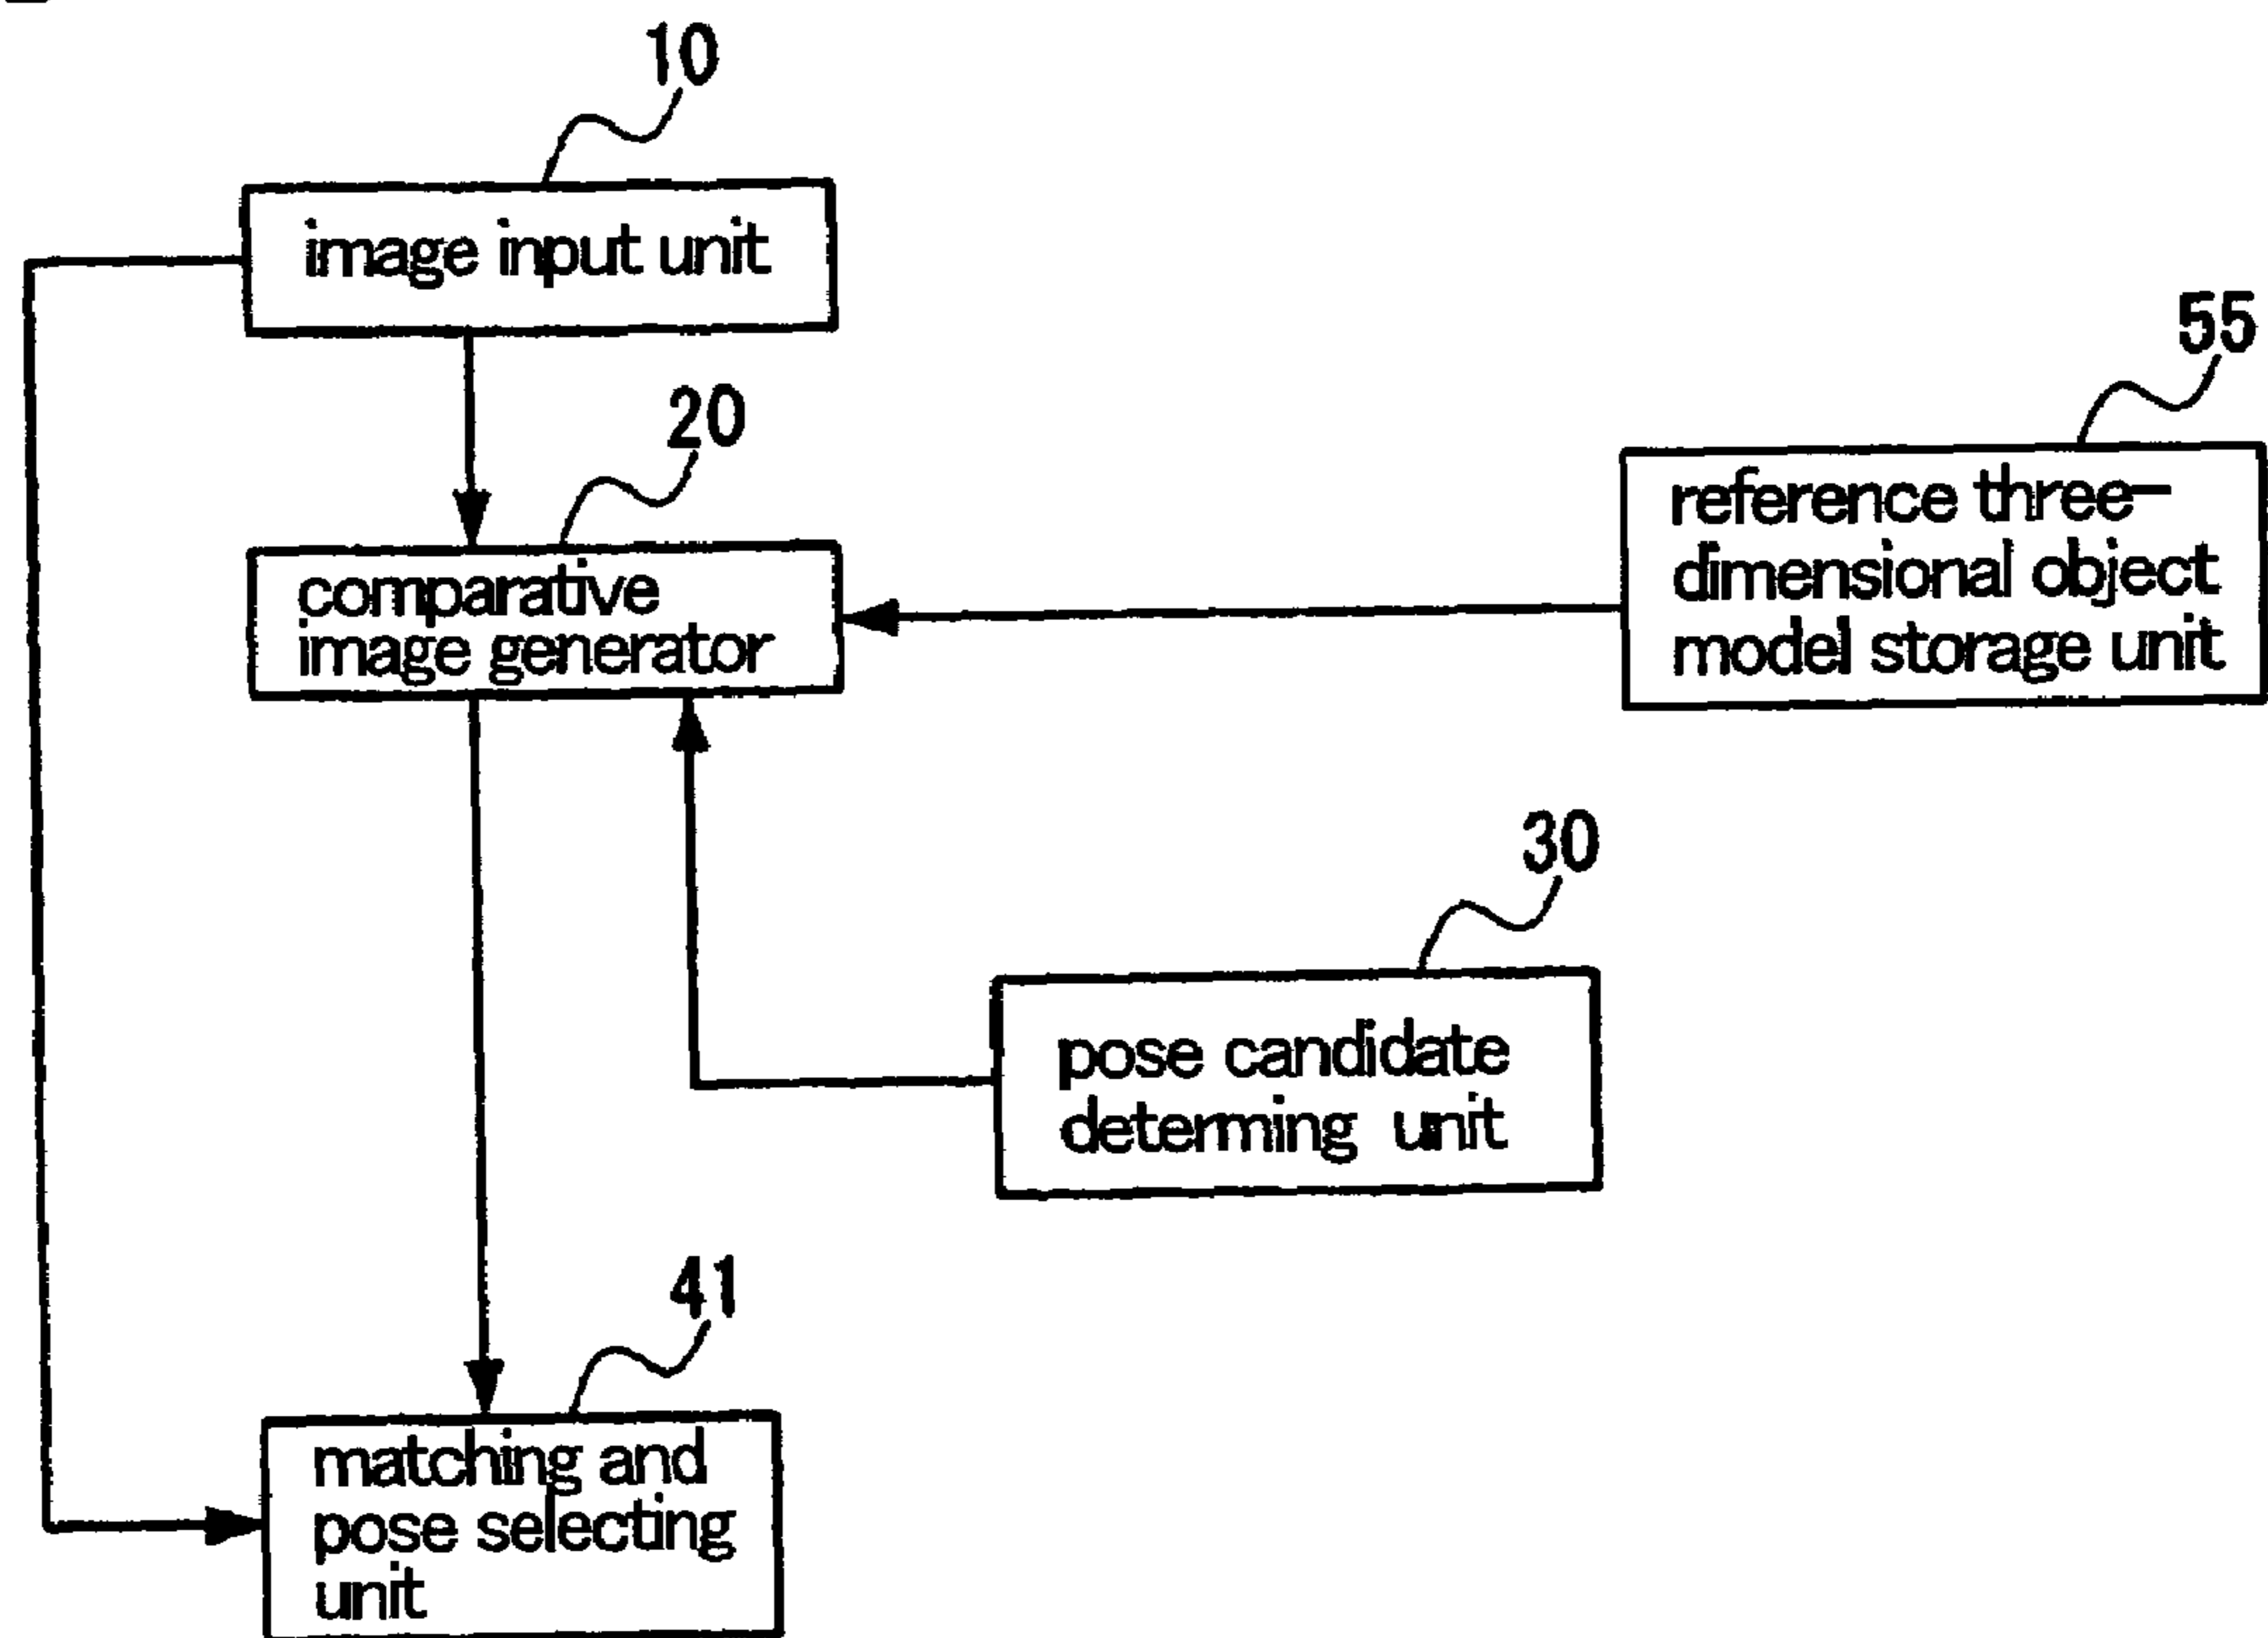 10
image input unit
55
20
reference three-
dimensional object
model storage unit
comparative
image generator
30
pose candidate
determing unit
41
matching and
pose selecting
unit